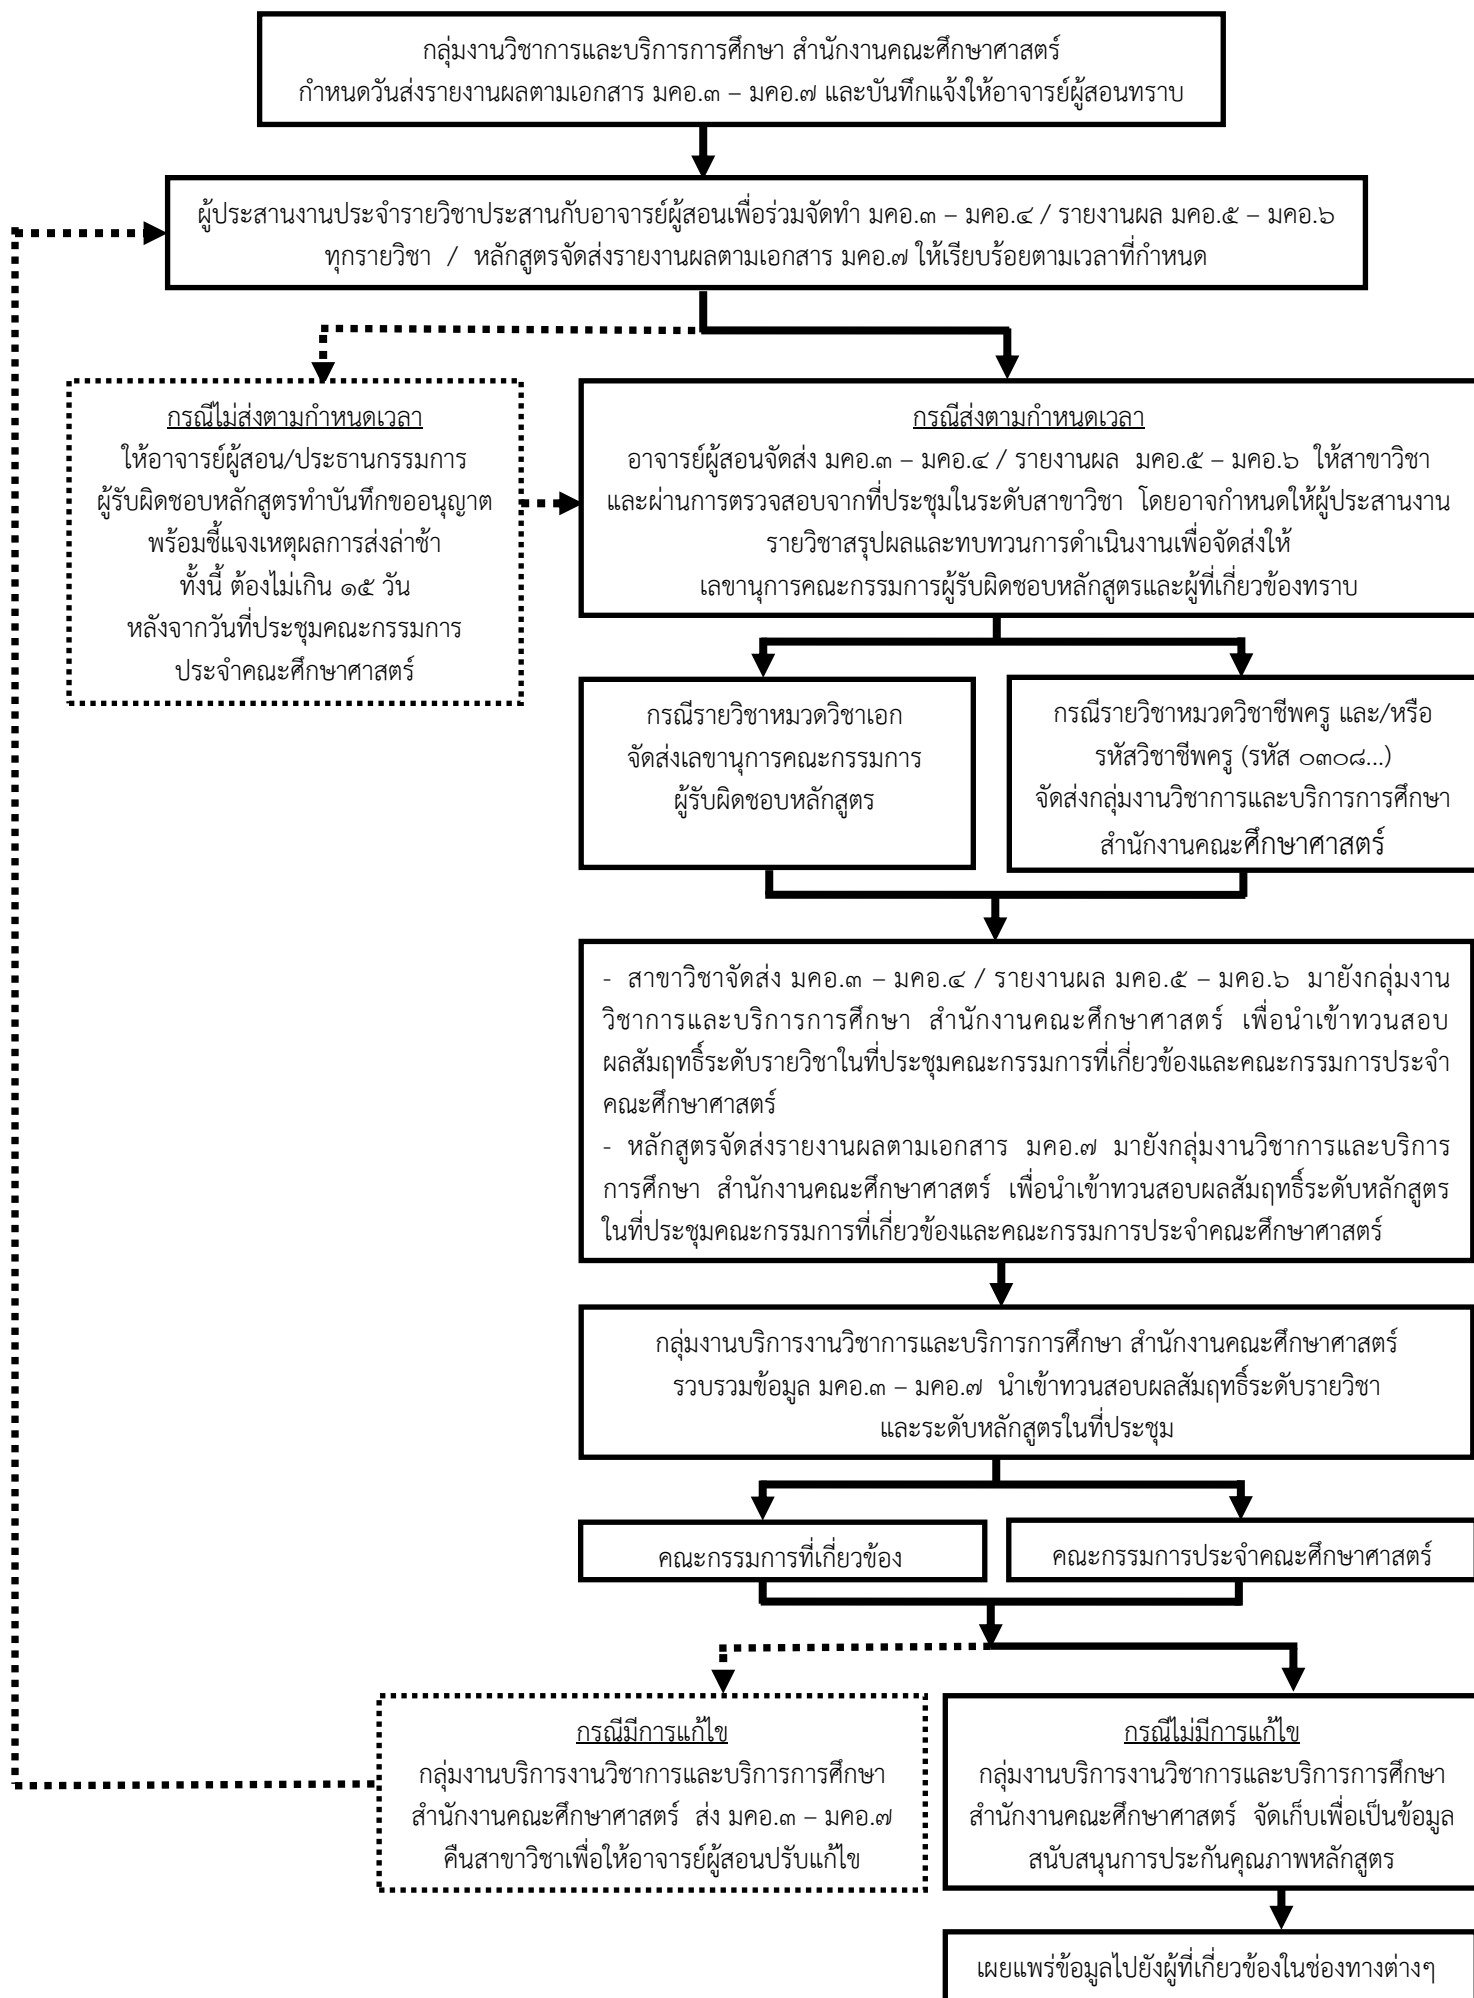 กลุ่มงานวิชาการและบริการการศึกษา สำนักงานคณะศึกษาศาสตร์
กำหนดวันส่งรายงานผลตามเอกสาร มคอ.๓ – มคอ.๗ และบันทึกแจ้งให้อาจารย์ผู้สอนทราบ
ผู้ประสานงานประจำรายวิชาประสานกับอาจารย์ผู้สอนเพื่อร่วมจัดทำ มคอ.๓ – มคอ.๔ / รายงานผล มคอ.๕ – มคอ.๖
ทุกรายวิชา / หลักสูตรจัดส่งรายงานผลตามเอกสาร มคอ.๗ ให้เรียบร้อยตามเวลาที่กำหนด
กรณีไม่ส่งตามกำหนดเวลา
ให้อาจารย์ผู้สอน/ประธานกรรมการ
ผู้รับผิดชอบหลักสูตรทำบันทึกขออนุญาต
พร้อมชี้แจงเหตุผลการส่งล่าช้า
ทั้งนี้ ต้องไม่เกิน ๑๕ วัน
หลังจากวันที่ประชุมคณะกรรมการ
ประจำคณะศึกษาศาสตร์
กรณีส่งตามกำหนดเวลา
อาจารย์ผู้สอนจัดส่ง มคอ.๓ – มคอ.๔ / รายงานผล มคอ.๕ – มคอ.๖ ให้สาขาวิชา
และผ่านการตรวจสอบจากที่ประชุมในระดับสาขาวิชา โดยอาจกำหนดให้ผู้ประสานงาน
รายวิชาสรุปผลและทบทวนการดำเนินงานเพื่อจัดส่งให้
เลขานุการคณะกรรมการผู้รับผิดชอบหลักสูตรและผู้ที่เกี่ยวข้องทราบ
กรณีรายวิชาหมวดวิชาเอก
จัดส่งเลขานุการคณะกรรมการ
ผู้รับผิดชอบหลักสูตร
กรณีรายวิชาหมวดวิชาชีพครู และ/หรือ
รหัสวิชาชีพครู (รหัส ๐๓๐๘...)
จัดส่งกลุ่มงานวิชาการและบริการการศึกษา
สำนักงานคณะศึกษาศาสตร์
- สาขาวิชาจัดส่ง มคอ.๓ – มคอ.๔ / รายงานผล มคอ.๕ – มคอ.๖ มายังกลุ่มงาน
วิชาการและบริการการศึกษา สำนักงานคณะศึกษาศาสตร์ เพื่อนำเข้าทวนสอบ
ผลสัมฤทธิ์ระดับรายวิชาในที่ประชุมคณะกรรมการที่เกี่ยวข้องและคณะกรรมการประจำ
คณะศึกษาศาสตร์
- หลักสูตรจัดส่งรายงานผลตามเอกสาร มคอ.๗ มายังกลุ่มงานวิชาการและบริการ
การศึกษา สำนักงานคณะศึกษาศาสตร์ เพื่อนำเข้าทวนสอบผลสัมฤทธิ์ระดับหลักสูตร
ในที่ประชุมคณะกรรมการที่เกี่ยวข้องและคณะกรรมการประจำคณะศึกษาศาสตร์
กลุ่มงานบริการงานวิชาการและบริการการศึกษา สำนักงานคณะศึกษาศาสตร์
รวบรวมข้อมูล มคอ.๓ – มคอ.๗ นำเข้าทวนสอบผลสัมฤทธิ์ระดับรายวิชา
และระดับหลักสูตรในที่ประชุม
คณะกรรมการที่เกี่ยวข้อง
คณะกรรมการประจำคณะศึกษาศาสตร์
กรณีมีการแก้ไข
กลุ่มงานบริการงานวิชาการและบริการการศึกษา
สำนักงานคณะศึกษาศาสตร์ ส่ง มคอ.๓ – มคอ.๗
คืนสาขาวิชาเพื่อให้อาจารย์ผู้สอนปรับแก้ไข
กรณีไม่มีการแก้ไข
กลุ่มงานบริการงานวิชาการและบริการการศึกษา
สำนักงานคณะศึกษาศาสตร์ จัดเก็บเพื่อเป็นข้อมูล
สนับสนุนการประกันคุณภาพหลักสูตร
เผยแพร่ข้อมูลไปยังผู้ที่เกี่ยวข้องในช่องทางต่างๆ